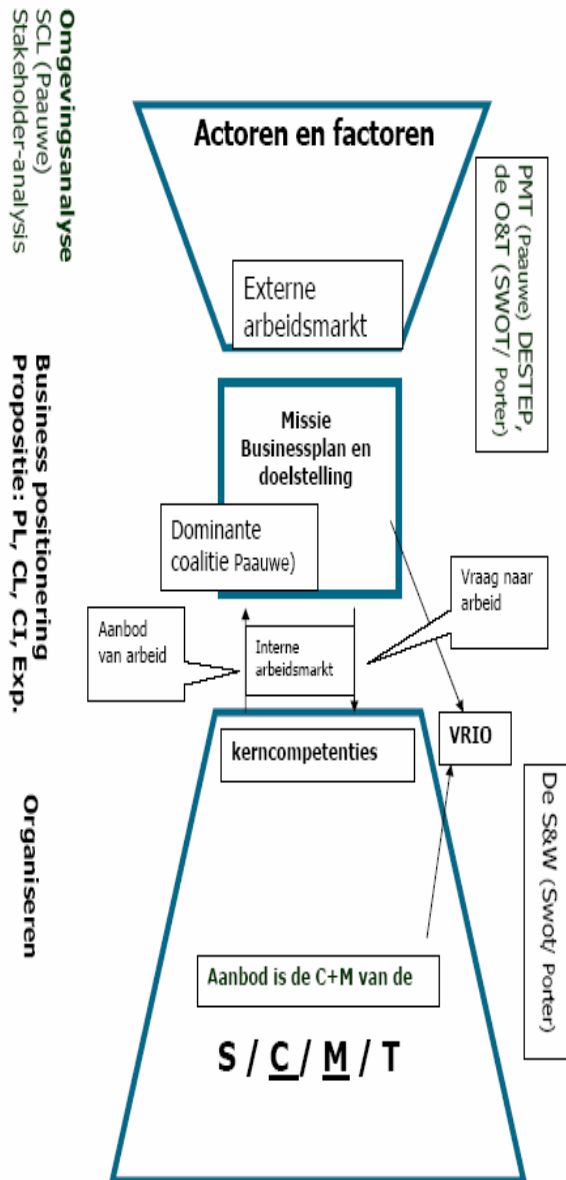 Omgevingsanalyse
SCL (Paauwe)
Stakeholder-analysis
Actoren en factoren
Externe
arbeidsmarkt
PMT (Paauwe) DESTEP,
de O&T (SWOT/ Porter)
Business positionering
Propositie: PL, CL, CI, Exp.
Missie
Businessplan en
doelstelling
Dominante
coalitie Paauwe)
Aanbod
van arbeid
Interne
arbeidsmarkt
Vraag naar
arbeid
Organiseren
kerncompetenties
VRIO
De S&W (Swot/ Porter)
Aanbod is de C+M van de
S / C / M / T